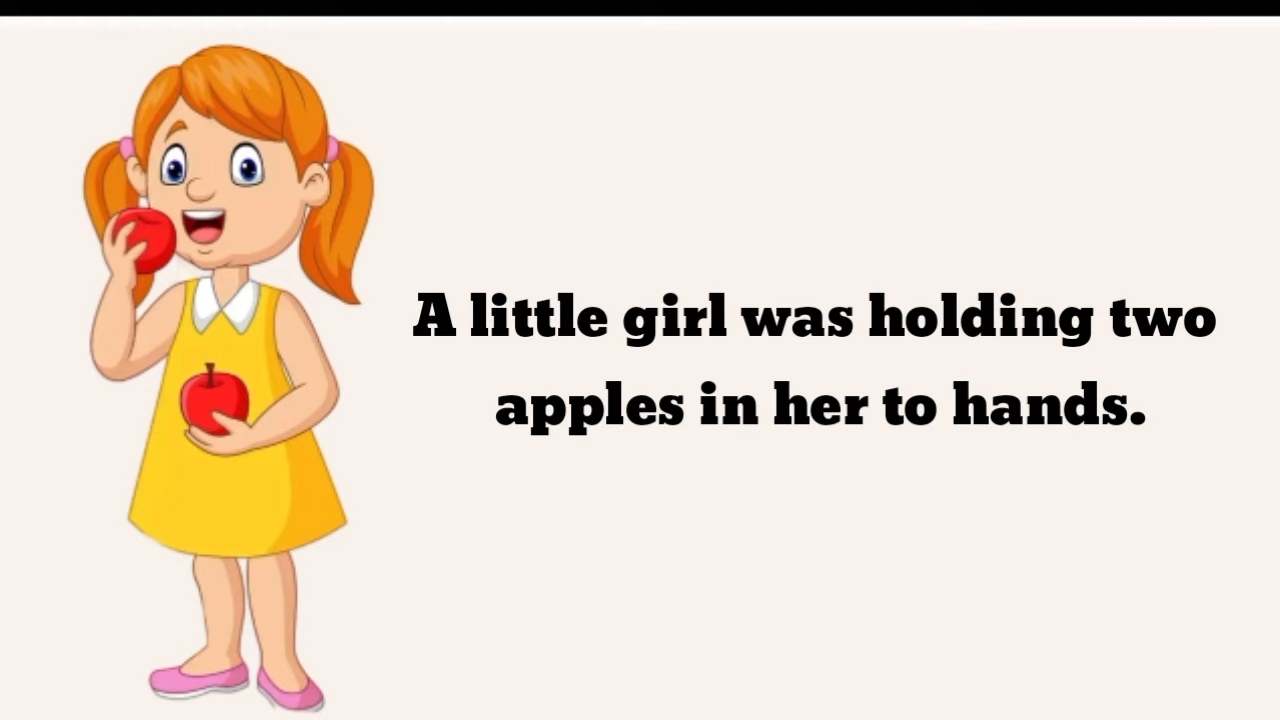 A little girl was holding two
apples in her to hands.